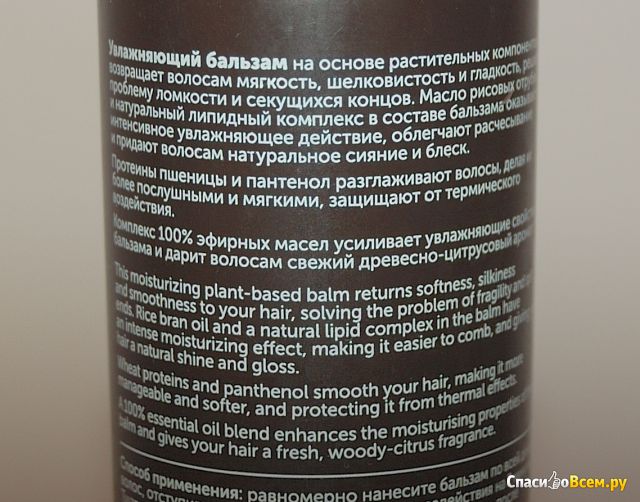 Увлажняющий бальзам на основе растительных
возвращает волосам мягкость, шелковистость и гладкость,
проблему ломкости и секущихся концов. Масло рисовых
и натуральный липидный комплекс в составе бальзама
интенсивное увлажняющее действие, облегчают расчесывание
и придают волосам натуральное сияние и блеск.
Протеины пшеницы и пантенол разглаживают волосы, делая их
более послушными и мягкими, защищают от термического
воздействия.
Комплекс 100% эфирных масел усиливает увлажняющие
бальзама и дарит волосам свежий древесно-цитрусовый
This moisturizing plant-based balm returns softness, silkiness
and smoothness to your hair, solving the problem of fragility and
ends. Rice bran oil and a natural lipid complex in the balm have
an intense moisturizing effect, making it easier to comb, and giving
hair a natural shine and gloss.
Wheat proteins and panthenol smooth your hair, making it more
manageable and softer, and protecting it from thermal effects.
A 100% essential oil blend enhances the moisturising properties of
balm and gives your hair a fresh, woody-citrus fragrance.
Способ применения: равномерно нанесите бальзам по всей
волос,
СпасибоВсем.ру